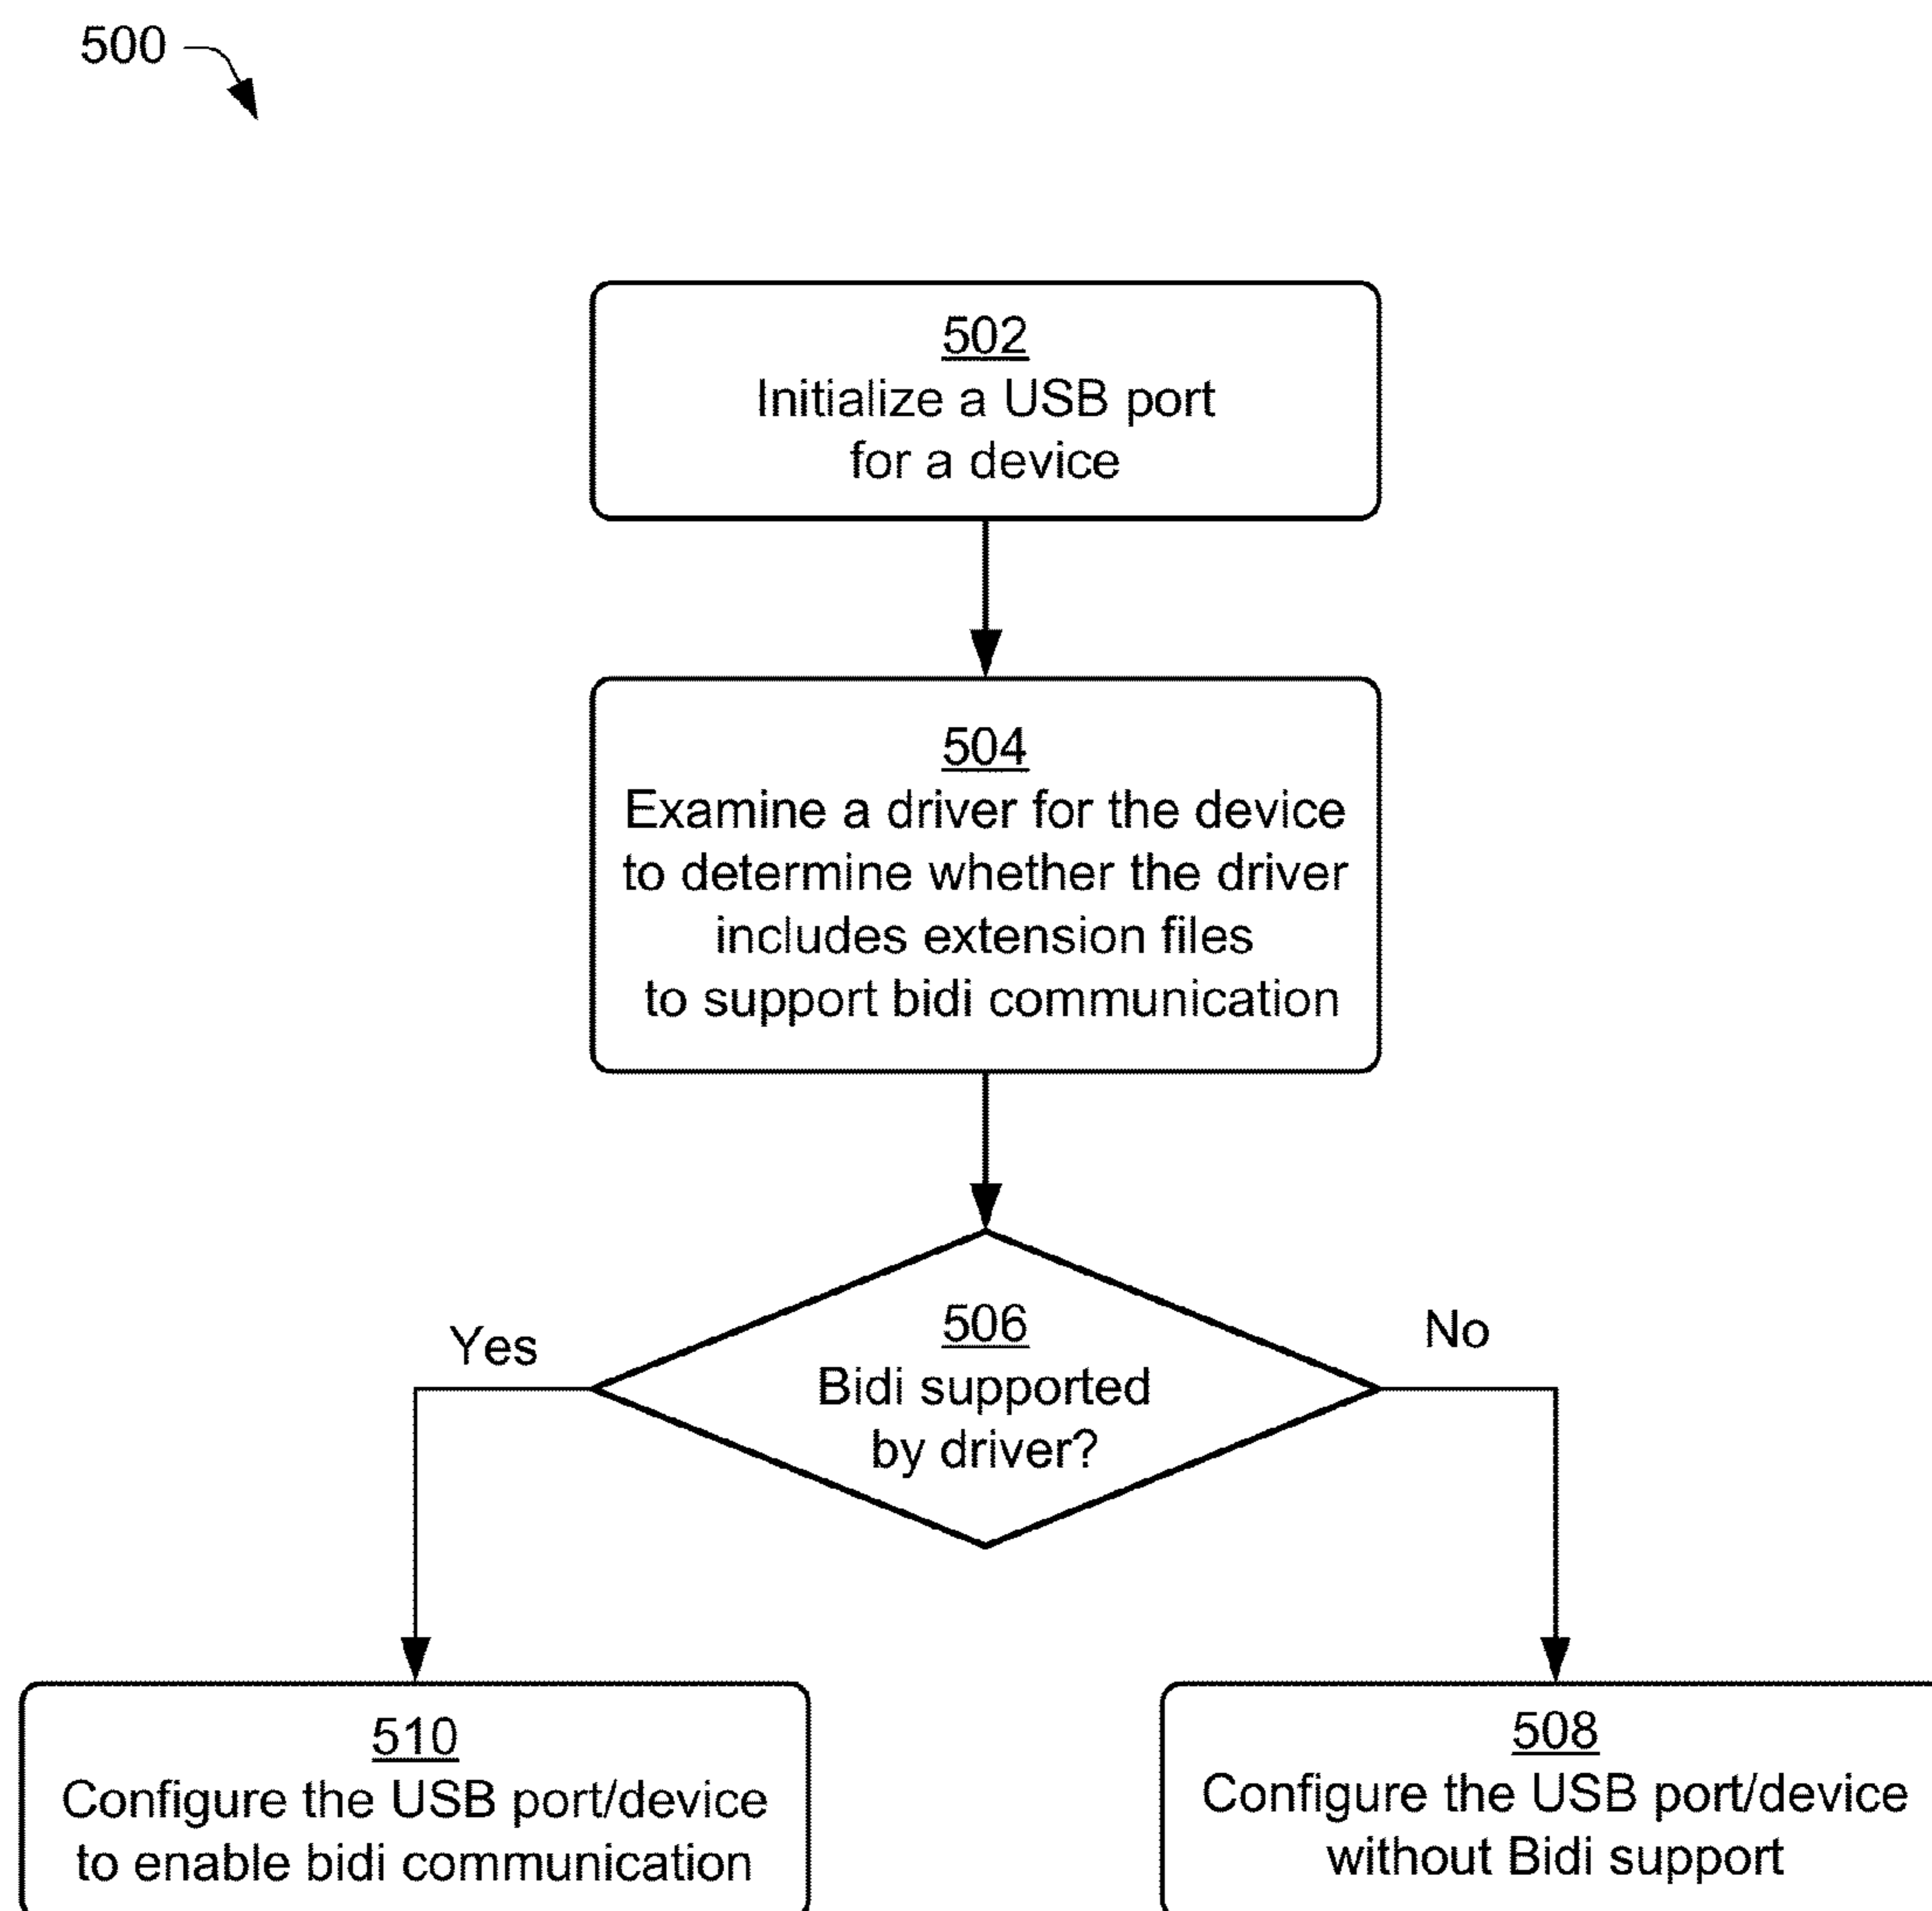 500
502
Initialize a USB port
for a device
504
Examine a driver for the device
to determine whether the driver
includes extension files
to support bidi communication
506
Bidi supported
by driver?
Yes
No
510
Configure the USB port/device
to enable bidi communication
508
Configure the USB port/device
without Bidi support